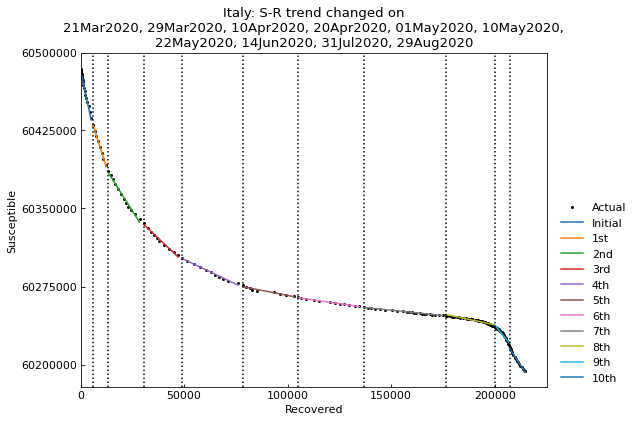 Italy: S-R trend changed on
21Mar2020, 29Mar2020, 10Apr2020, 20Apr2020, 01May2020, 10May2020,
22May2020, 14Jun2020, 31Jul2020, 29Aug2020
60500000
60425000
60350000
60275000
60200000
Susceptible
0
50000
100000
150000
200000
Recovered
Actual
Initial
1st
2nd
3rd
4th
5th
6th
7th
8th
9th
10th